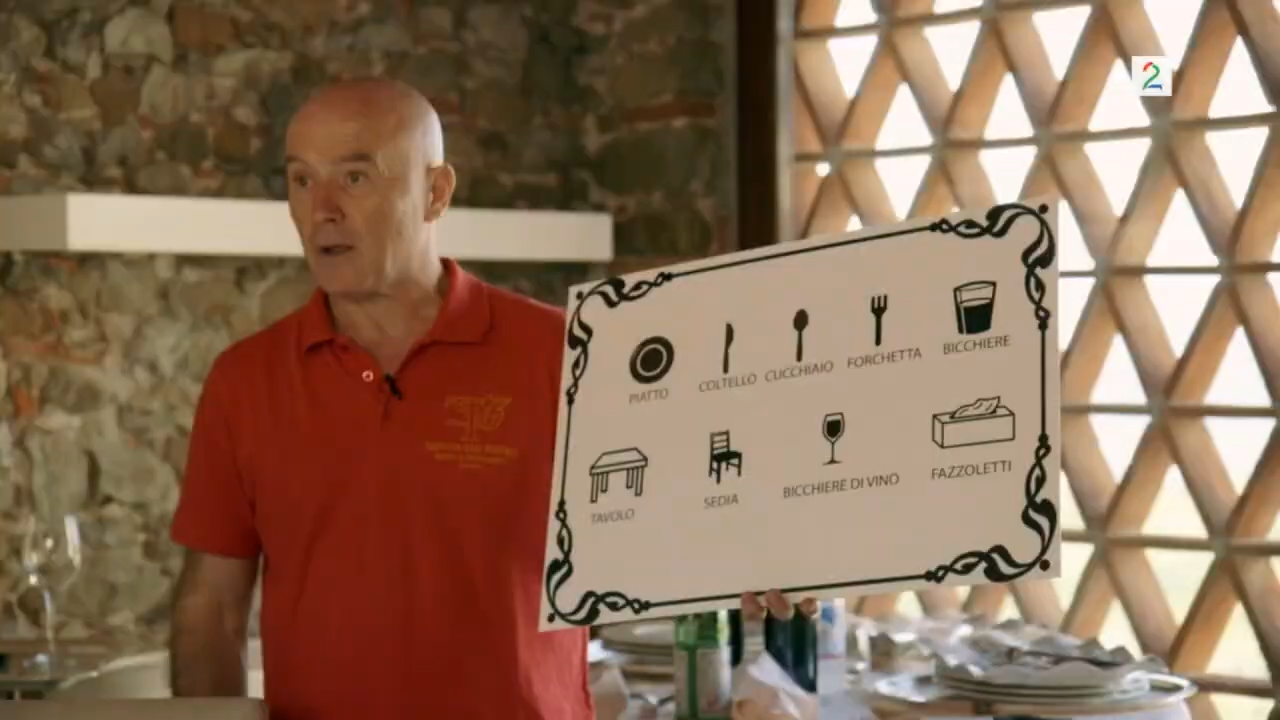 2
PIATTO
COLTELLO
CUCCHIAIO
FORCHETTA
BICCHIERE
TAVOLO
SEDIA
BICCHIERE DI VINO
FAZZOLETTI